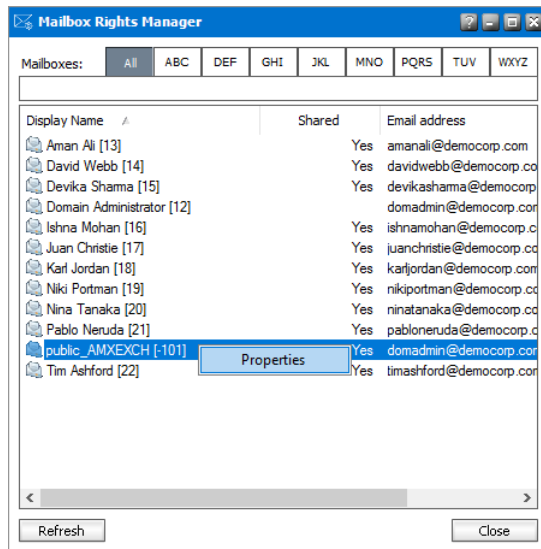 Mailbox Rights Manager
Mailboxes: All ABC DEF GHI JKL MNO PQRS TUV WXYZ
Display Name Shared Email address
Aman Ali [13] Yes amanali@democorp.com
David Webb [14] Yes davidwebb@democorp.co
Devika Sharma [15] Yes devikasharma@democorp
Domain Administrator [12] domadmin@democorp.com
Ishna Mohan [16] Yes ishnamohan@democorp.c
Juan Christie [17] Yes juanchristie@democorp.co
Karl Jordan [18] Yes karljordan@democorp.com
Niki Portman [19] Yes nikiportman@democorp.co
Nina Tanaka [20] Yes ninatanaka@democorp.co
Pablo Neruda [21] Yes pabloneruda@democorp.c
public_AMXEXCH [-101] Yes domadmin@democorp.com
Properties
Tim Ashford [22] Yes timashford@democorp.com
Refresh Close